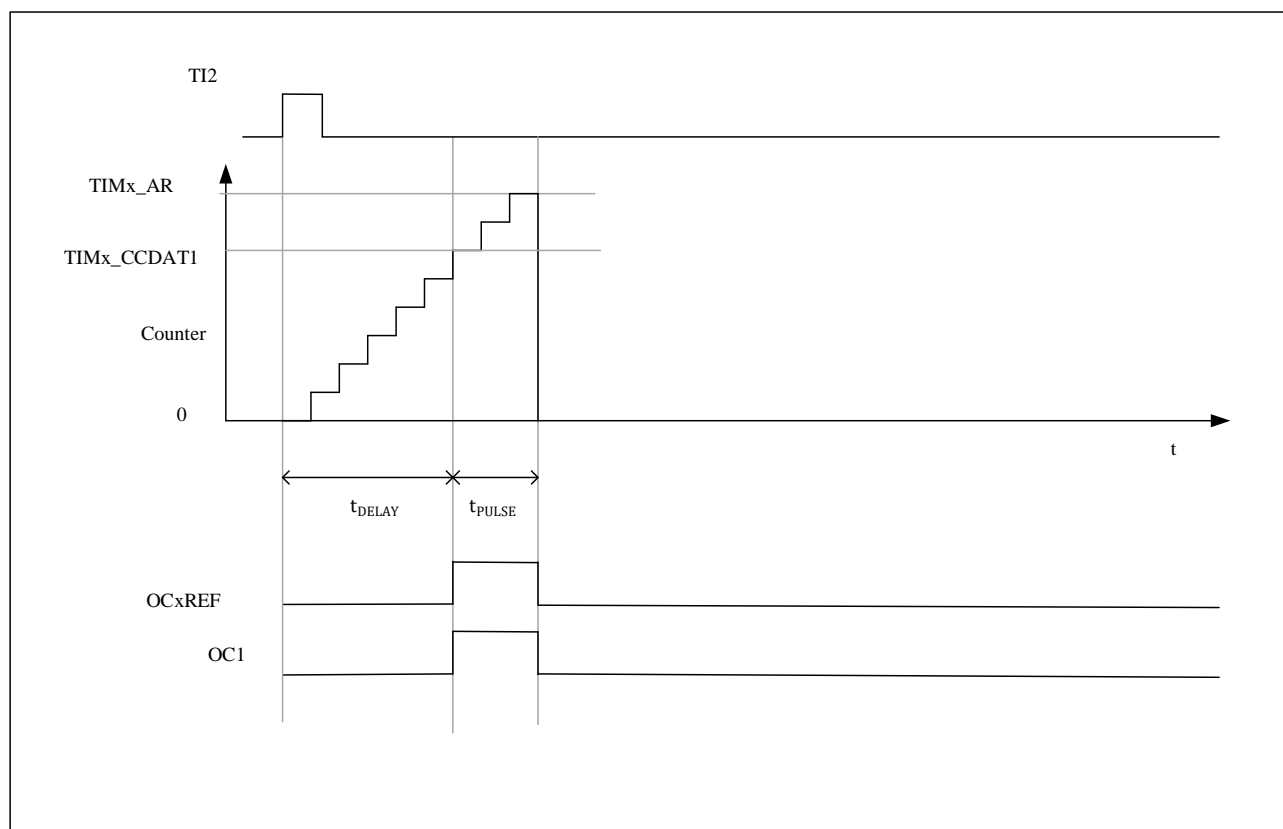 TI2
TIMx_AR
TIMx_CCDAT1
Counter
0
t
tDELAY
tPULSE
OCxREF
OC1